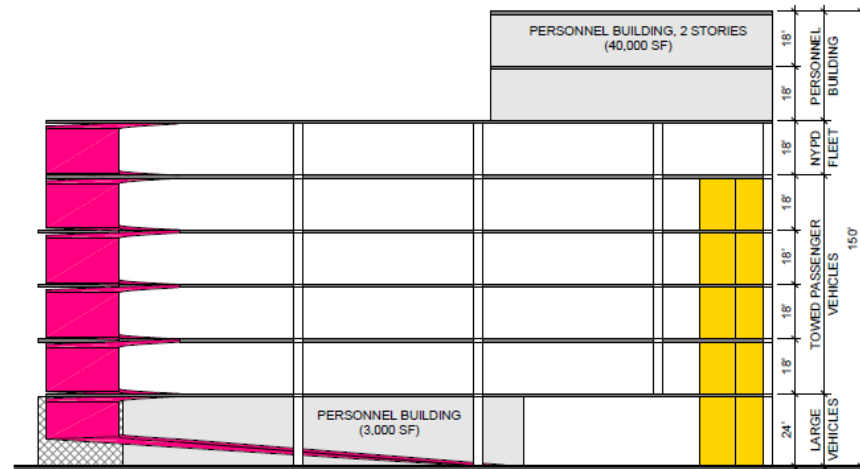 PERSONNEL BUILDING, 2 STORIES
(40,000 SF)
18'
18'
PERSONNEL
BUILDING
18'
NYPD
FLEET
18'
18'
18'
18'
TOWED PASSENGER
VEHICLES
150'
PERSONNEL BUILDING
(3,000 SF)
24'
LARGE
VEHICLES